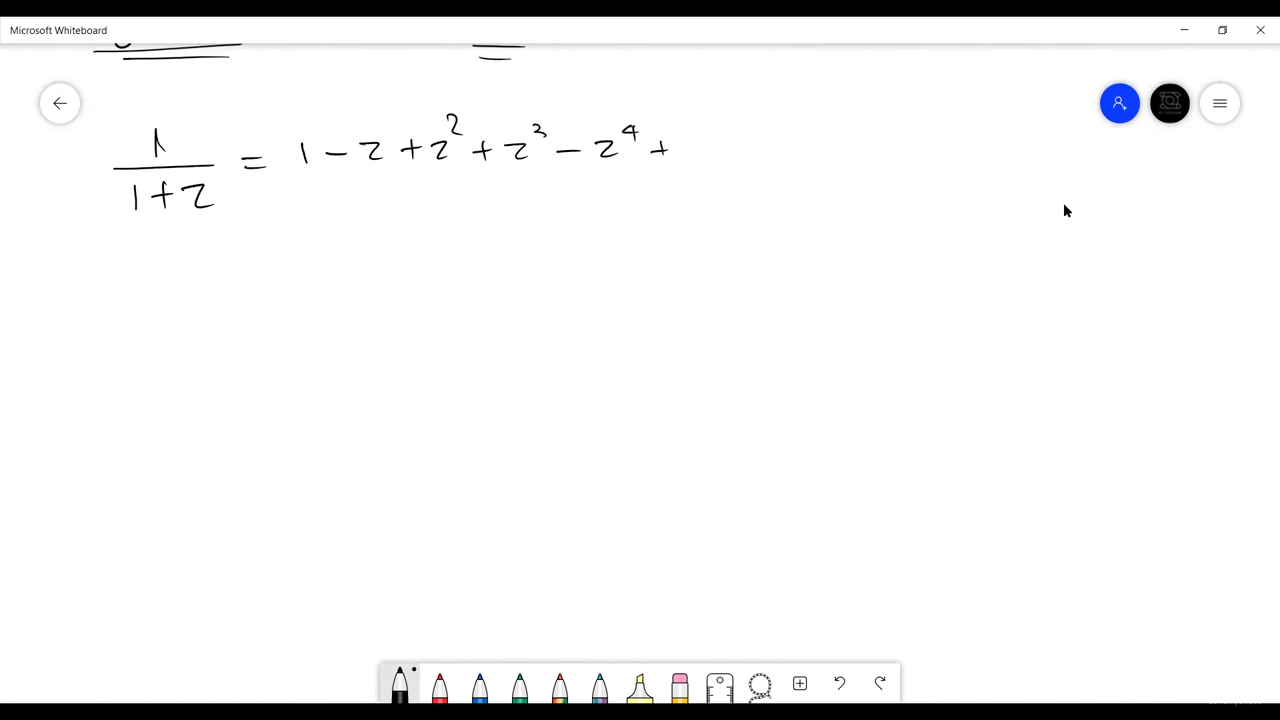 Microsoft Whiteboard
1/(1+z) = 1 - z + z^2 + z^3 - z^4 +